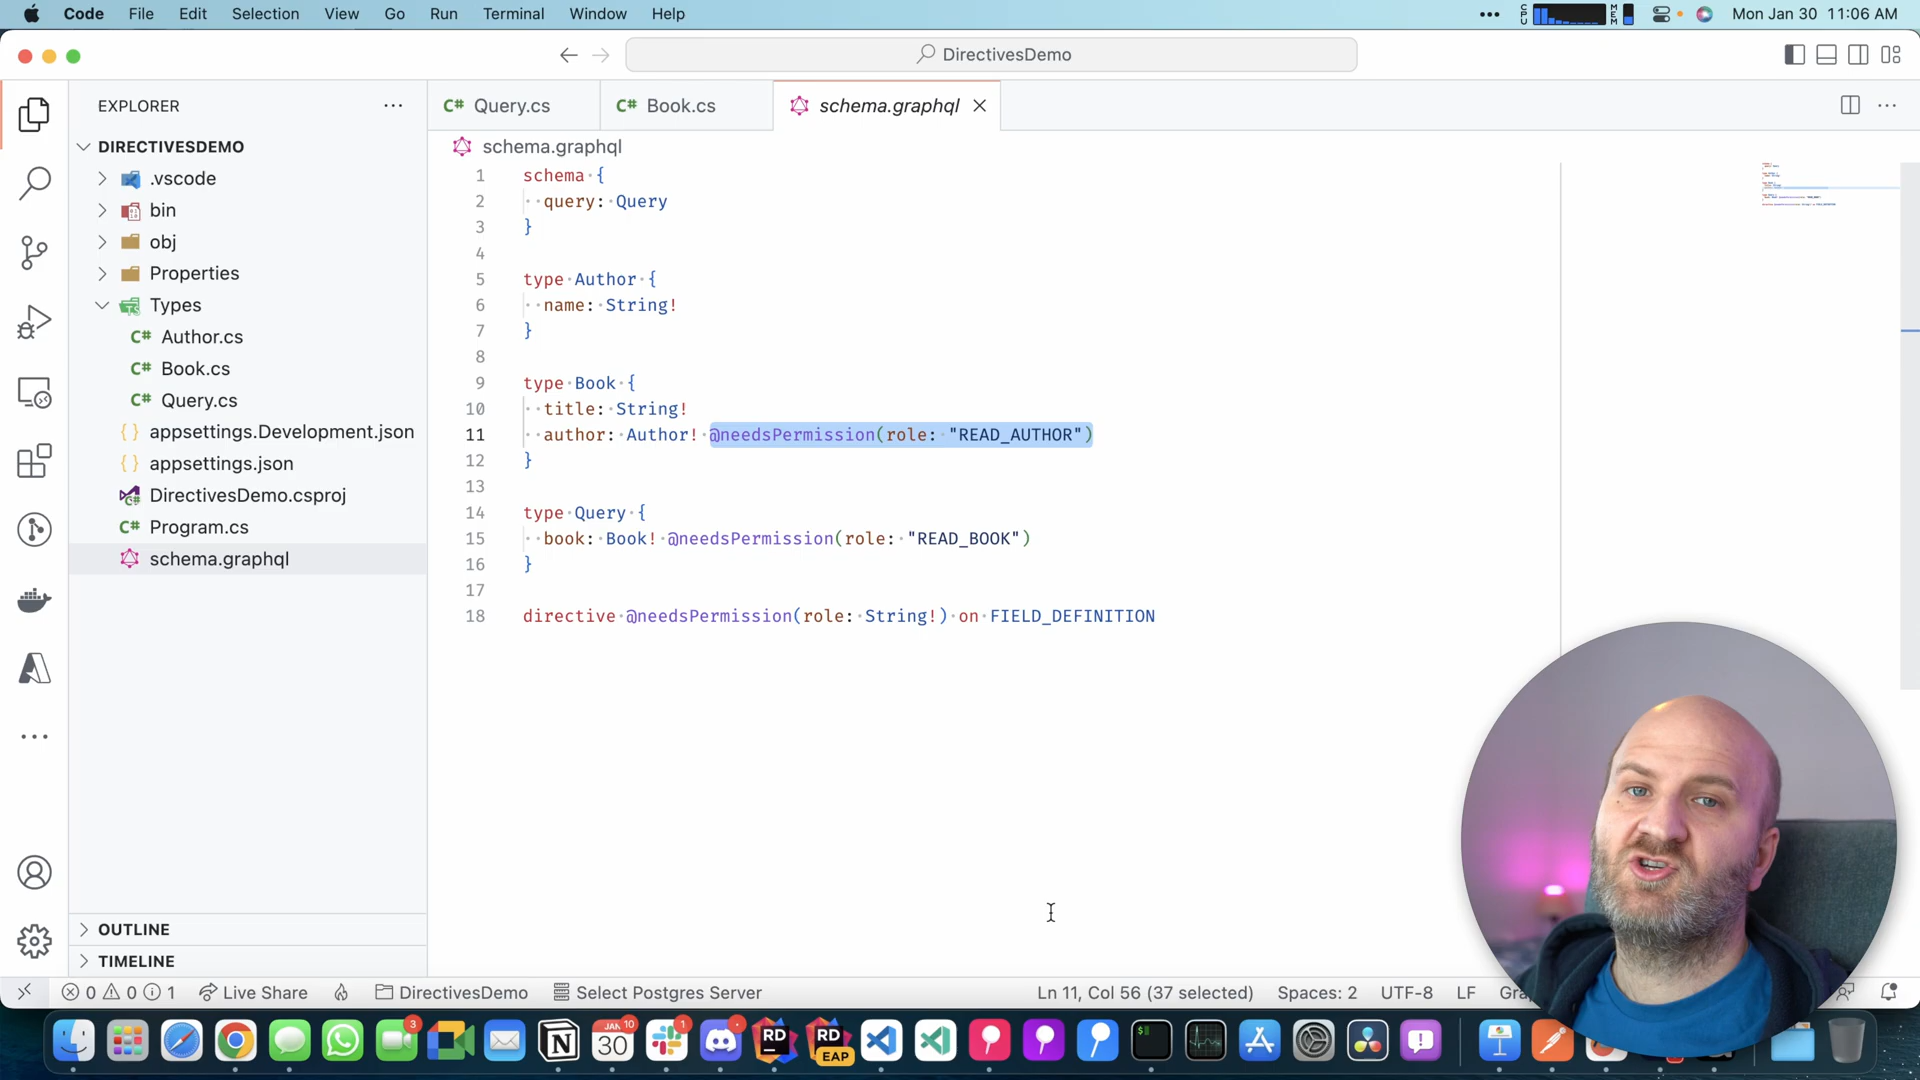 Code File Edit Selection View Go Run Terminal Window Help
CPU MEM Mon Jan 30 11:06 AM
DirectivesDemo
EXPLORER
DIRECTIVESDEMO
.vscode
bin
obj
Properties
Types
C# Author.cs
C# Book.cs
C# Query.cs
{ } appsettings.Development.json
{ } appsettings.json
DirectivesDemo.csproj
C# Program.cs
schema.graphql
OUTLINE
TIMELINE
C# Query.cs C# Book.cs schema.graphql
schema.graphql
1 schema {
2 query: Query
3 }
4
5 type Author {
6 name: String!
7 }
8
9 type Book {
10 title: String!
11 author: Author! @needsPermission(role: "READ_AUTHOR")
12 }
13
14 type Query {
15 book: Book! @needsPermission(role: "READ_BOOK")
16 }
17
18 directive @needsPermission(role: String!) on FIELD_DEFINITION
0 0 1 Live Share DirectivesDemo Select Postgres Server Ln 11, Col 56 (37 selected) Spaces: 2 UTF-8 LF
3 JAN 10 30 1 RD RD EAP $